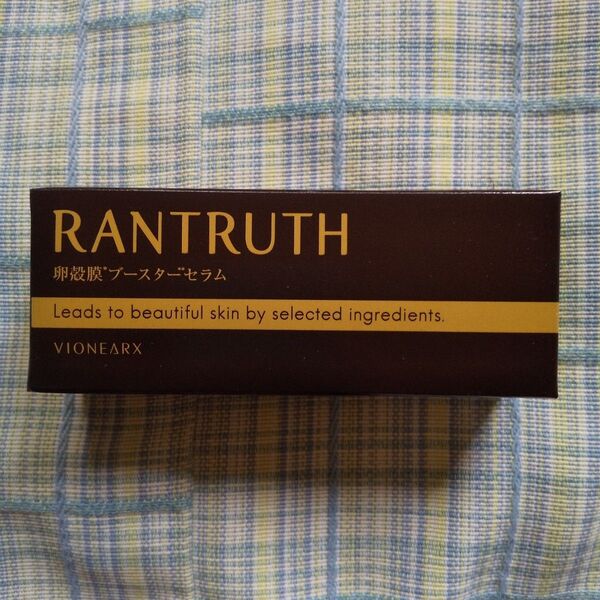 RANTRUTH
卵殻膜*ブースター**セラム
Leads to beautiful skin by selected ingredients.
VIONEARX